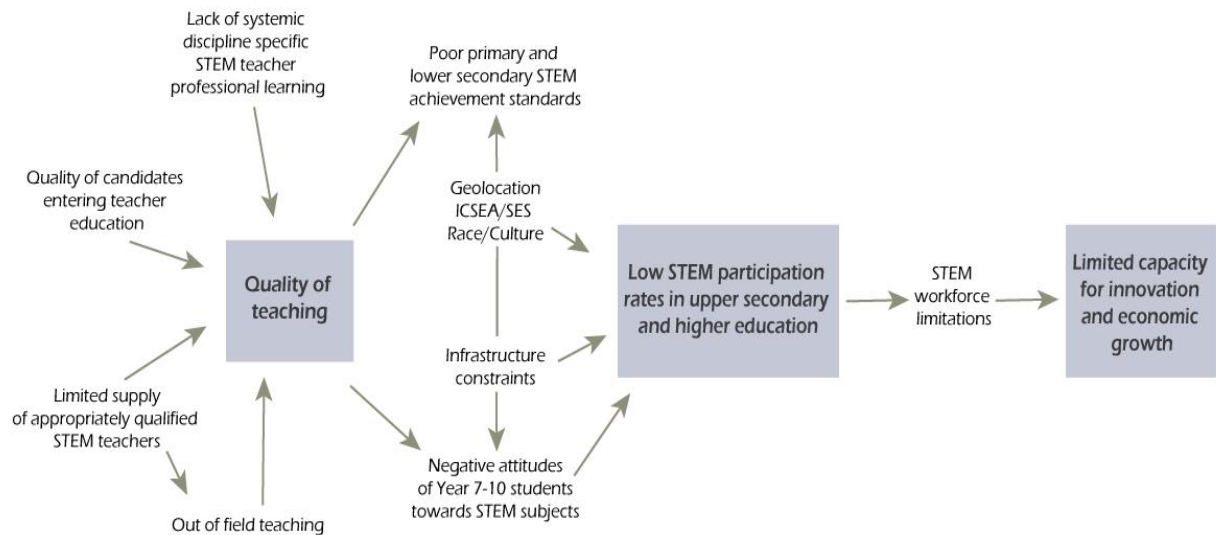 Lack of systemic
discipline specific
STEM teacher
professional learning
Poor primary and
lower secondary STEM
achievement standards
Quality of candidates
entering teacher
education
Geolocation
ICSEA/SES
Race/Culture
Quality of
teaching
Low STEM participation
rates in upper secondary
and higher education
STEM
workforce
limitations
Limited capacity
for innovation
and economic
growth
Infrastructure
constraints
Limited supply
of appropriately qualified
STEM teachers
Negative attitudes
of Year 7-10 students
towards STEM subjects
Out of field teaching